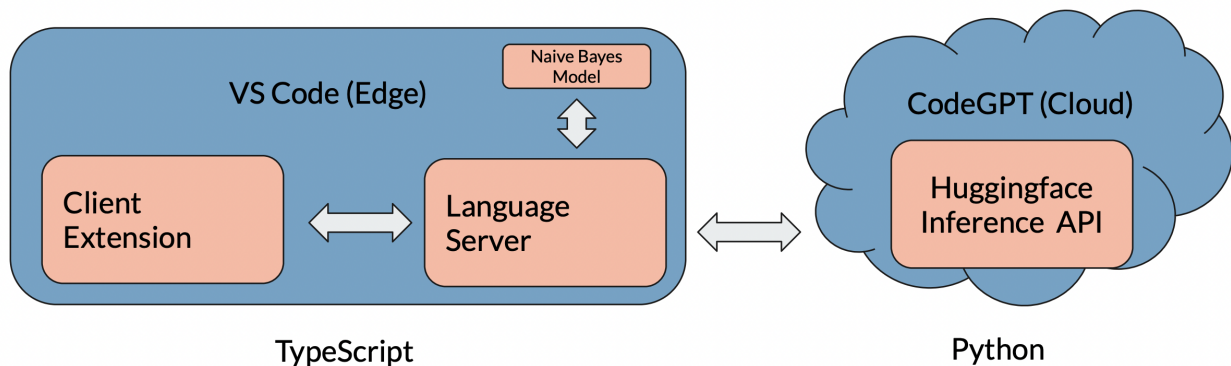 Naive Bayes
Model
VS Code (Edge)
Client
Extension
Language
Server
CodeGPT (Cloud)
Huggingface
Inference API
TypeScript
Python